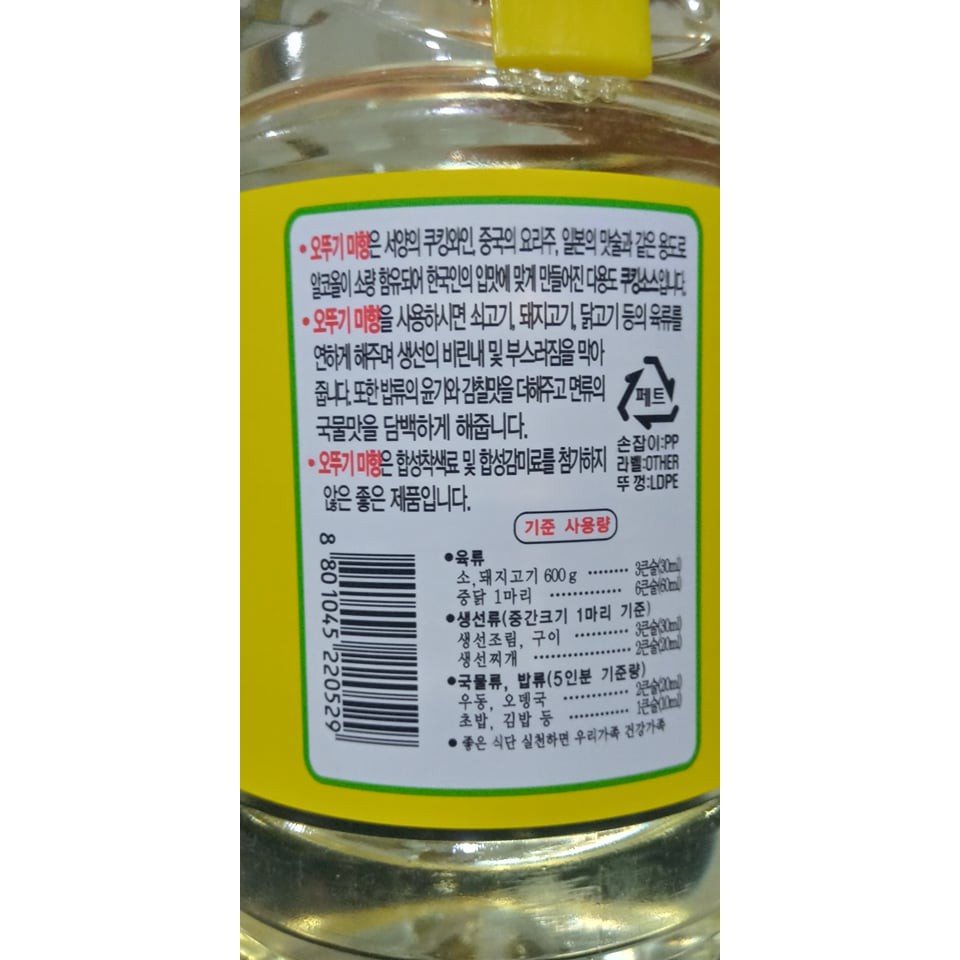 • 오뚜기 미향은 서양의 쿠킹와인, 중국의 요리주, 일본의 맛술과 같은 용도로
알코올이 소량 함유되어 한국인의 입맛에 맞게 만들어진 다용도 쿠킹소스입니다.
• 오뚜기 미향을 사용하시면 쇠고기, 돼지고기, 닭고기 등의 육류를
연하게 해주며 생선의 비린내 및 부스러짐을 막아
줍니다. 또한 밥류의 윤기와 감칠맛을 더해주고 면류의
국물맛을 담백하게 해줍니다.
• 오뚜기 미향은 합성착색료 및 합성감미료를 첨가하지
않은 좋은 제품입니다.
페트
손잡이:PP
라벨:OTHER
뚜껑:LDPE
기준 사용량
●육류
소,돼지고기 600g ········ 3큰술(30ml)
중닭 1마리 ·············· 6큰술(60ml)
●생선류(중간크기 1마리 기준)
생선조림, 구이 ··········· 3큰술(30ml)
생선찌개 ···················· 2큰술(20ml)
●국물류, 밥류(5인분 기준량)
우동, 오뎅국 ·············· 2큰술(20ml)
초밥, 김밥 등 ············ 1큰술(10ml)
● 좋은 식단 실천하면 우리가족 건강가족
8 801045 220529